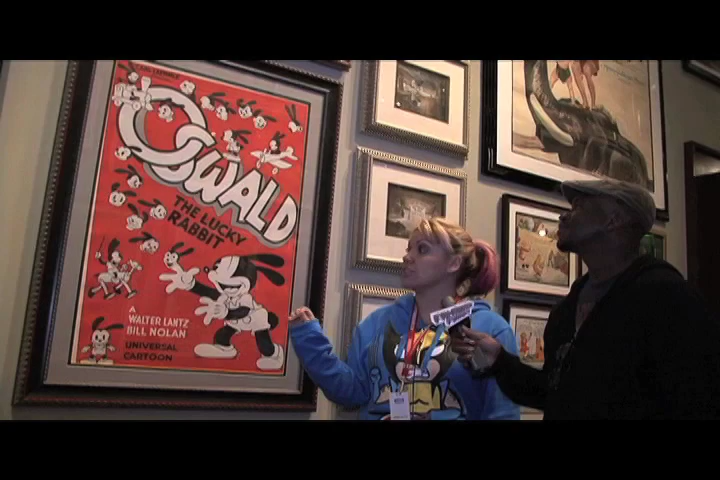 OSWALD
THE LUCKY
RABBIT
A
WALTER LANTZ
BILL NOLAN
UNIVERSAL
CARTOON